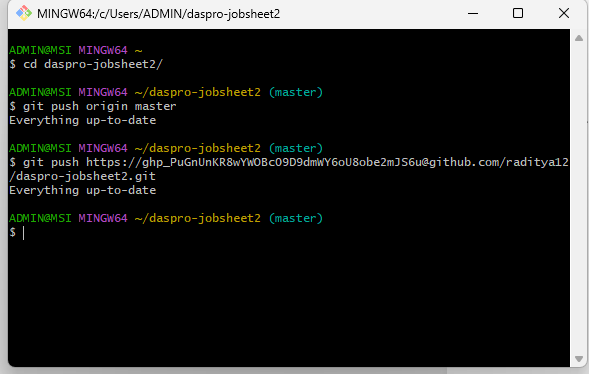 MINGW64:/c/Users/ADMIN/daspro-jobsheet2
ADMIN@MSI MINGW64 ~
$ cd daspro-jobsheet2/
ADMIN@MSI MINGW64 ~/daspro-jobsheet2 (master)
$ git push origin master
Everything up-to-date
ADMIN@MSI MINGW64 ~/daspro-jobsheet2 (master)
$ git push https://ghp_PuGnUnKR8wYWOBcO9D9dmWY6oU8obe2mJS6u@github.com/raditya12
/daspro-jobsheet2.git
Everything up-to-date
ADMIN@MSI MINGW64 ~/daspro-jobsheet2 (master)
$